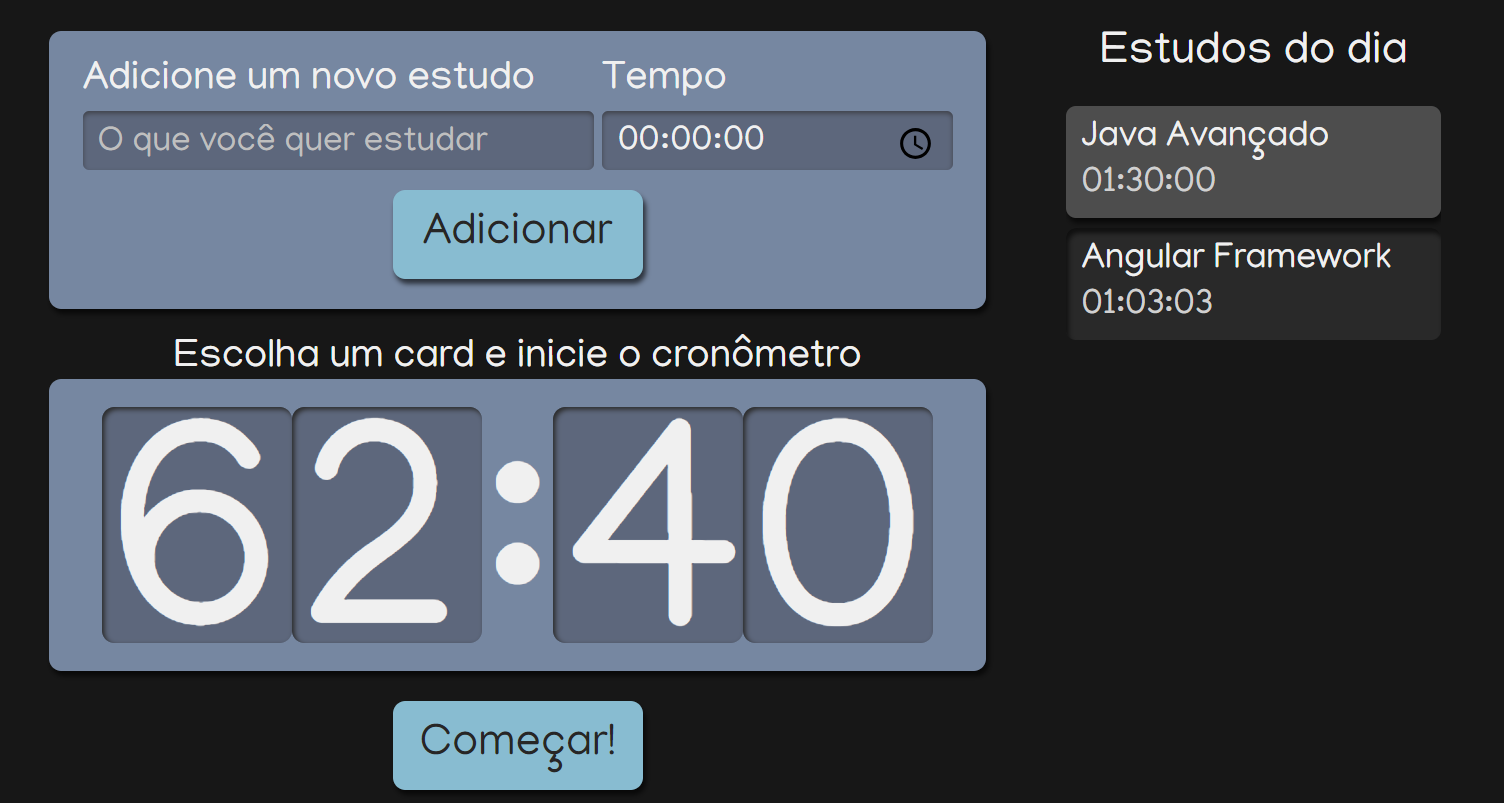 Adicione um novo estudo
Tempo
O que você quer estudar
00:00:00
Adicionar
Escolha um card e inicie o cronômetro
62:40
Começar!
Estudos do dia
Java Avançado
01:30:00
Angular Framework
01:03:03